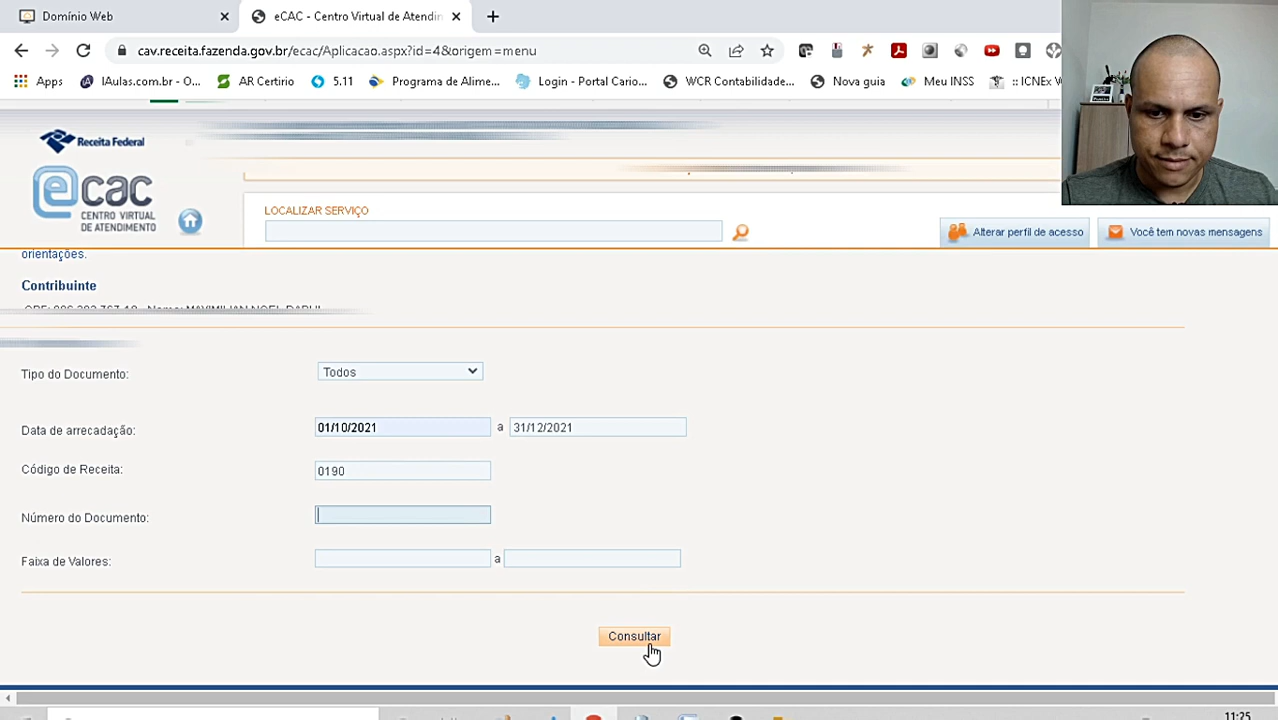 Domínio Web
eCAC - Centro Virtual de Atendin
cav.receita.fazenda.gov.br/ecac/Aplicacao.aspx?id=4&origem=menu
Apps
IAulas.com.br - O...
AR Certirio
5.11
Programa de Alime...
Login - Portal Cario...
WCR Contabilidade...
Nova guia
Meu INSS
:: ICNEx
Receita Federal
ecac
CENTRO VIRTUAL
DE ATENDIMENTO
LOCALIZAR SERVIÇO
Alterar perfil de acesso
Você tem novas mensagens
orientações.
Contribuinte
Tipo do Documento:
Todos
Data de arrecadação:
01/10/2021 a 31/12/2021
Código de Receita:
0190
Número do Documento:
Faixa de Valores:
a
Consultar
11:25